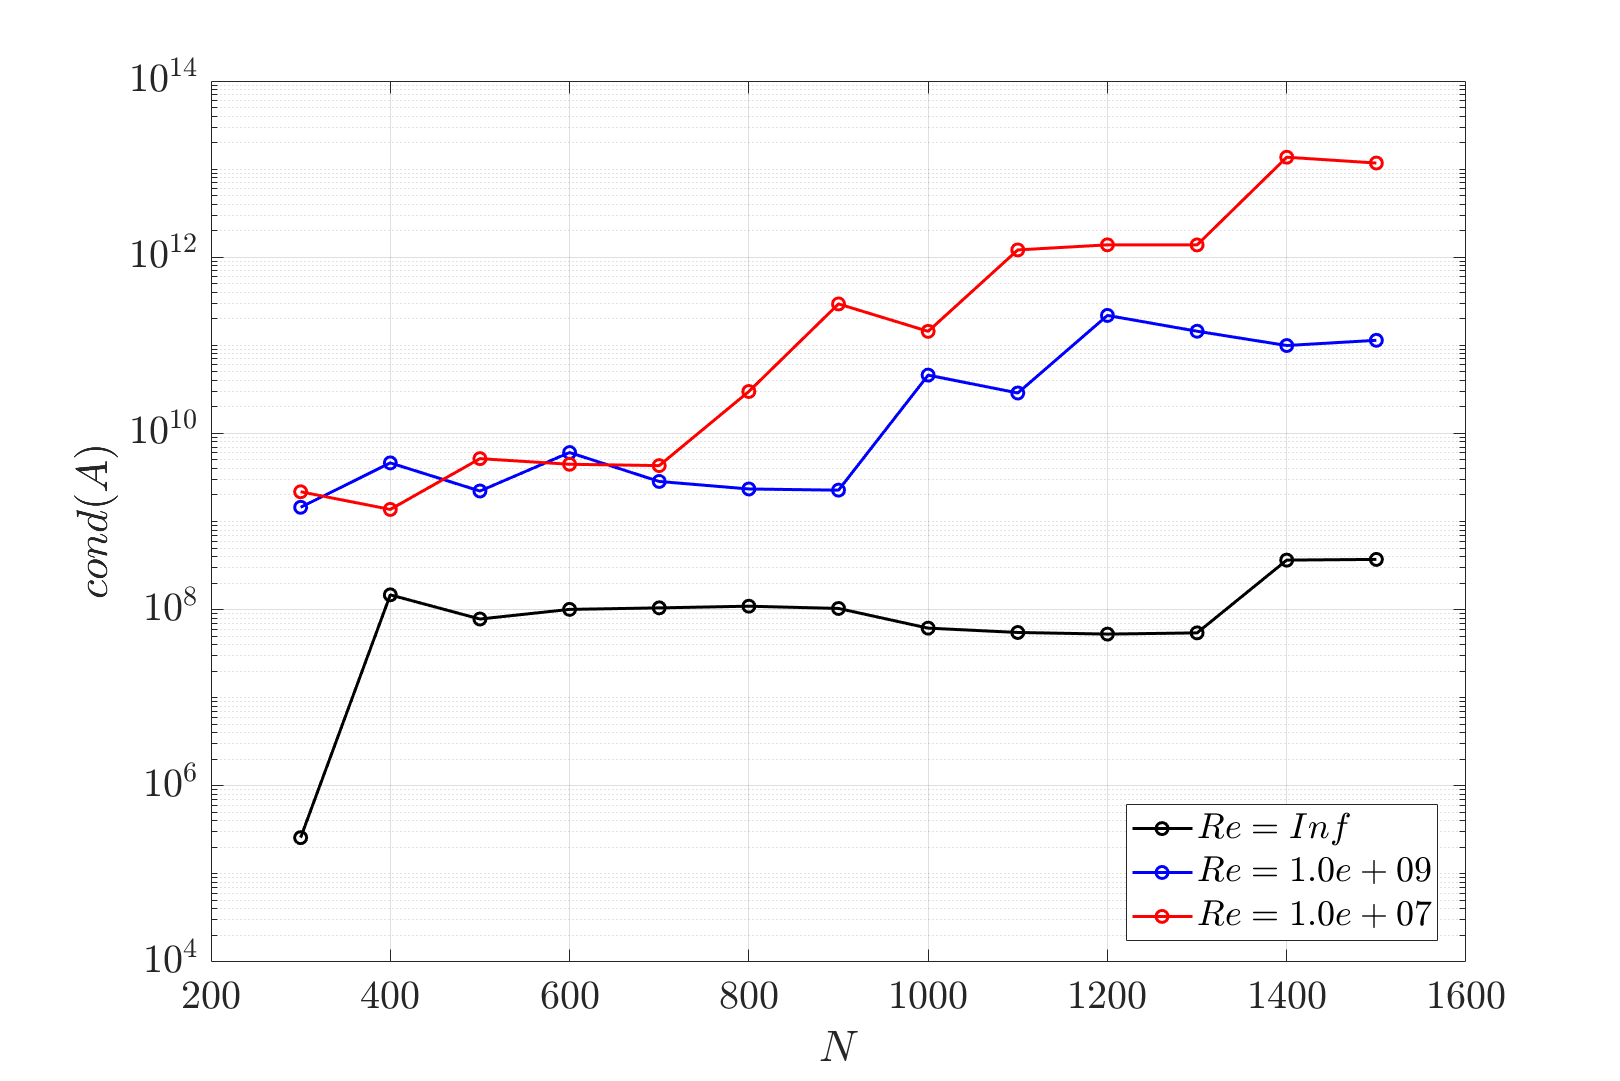 10^14
10^12
10^10
10^8
10^6
10^4
cond(A)
200 400 600 800 1000 1200 1400 1600
N
Re = Inf
Re = 1.0e + 09
Re = 1.0e + 07